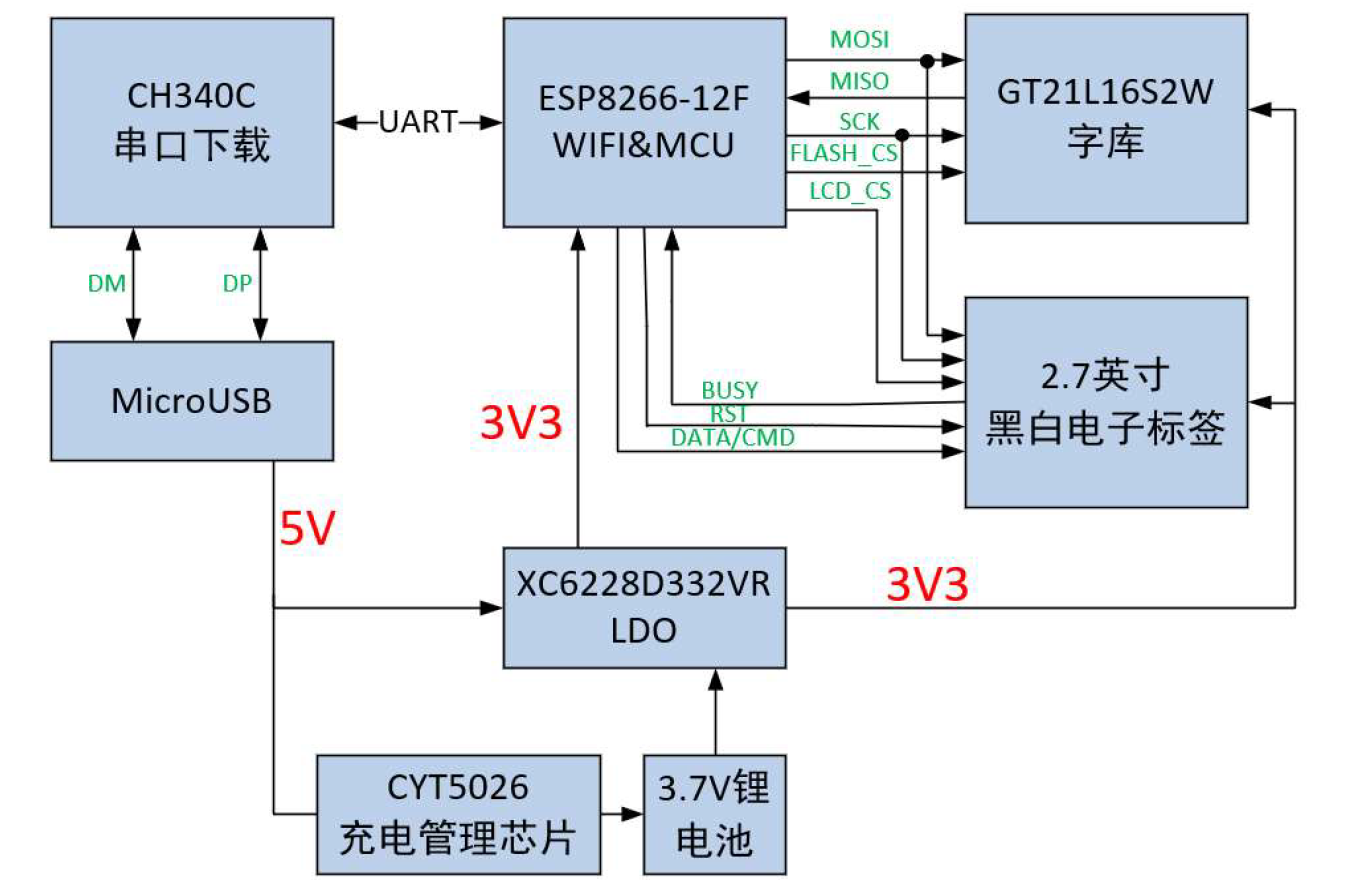 CH340C
串口下载
UART
ESP8266-12F
WIFI&MCU
MOSI
MISO
SCK
FLASH_CS
LCD_CS
GT21L16S2W
字库
DM
DP
MicroUSB
3V3
BUSY
RST
DATA/CMD
2.7英寸
黑白电子标签
5V
XC6228D332VR
LDO
3V3
CYT5026
充电管理芯片
3.7V锂
电池